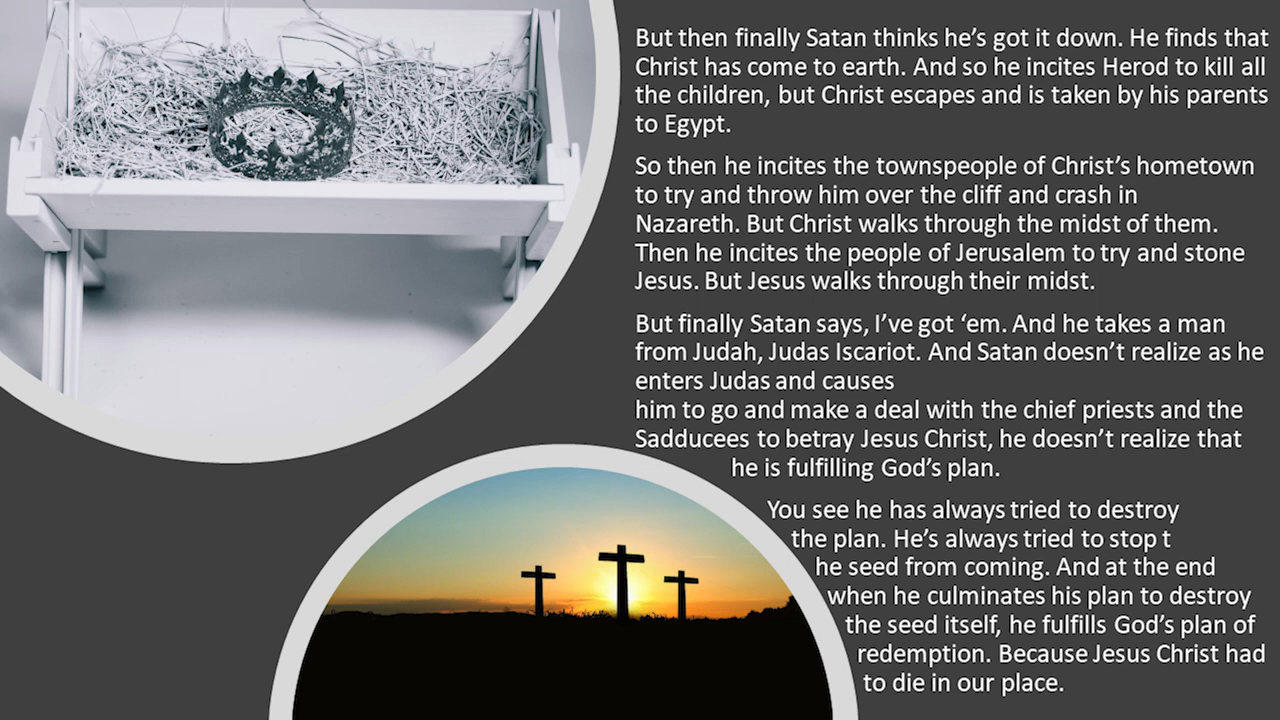 But then finally Satan thinks he’s got it down. He finds that
Christ has come to earth. And so he incites Herod to kill all
the children, but Christ escapes and is taken by his parents
to Egypt.
So then he incites the townspeople of Christ’s hometown
to try and throw him over the cliff and crash in
Nazareth. But Christ walks through the midst of them.
Then he incites the people of Jerusalem to try and stone
Jesus. But Jesus walks through their midst.
But finally Satan says, I’ve got ‘em. And he takes a man
from Judah, Judas Iscariot. And Satan doesn’t realize as he
enters Judas and causes
him to go and make a deal with the chief priests and the
Sadducees to betray Jesus Christ, he doesn’t realize that
he is fulfilling God’s plan.
You see he has always tried to destroy
the plan. He’s always tried to stop t
he seed from coming. And at the end
when he culminates his plan to destroy
the seed itself, he fulfills God’s plan of
redemption. Because Jesus Christ had
to die in our place.